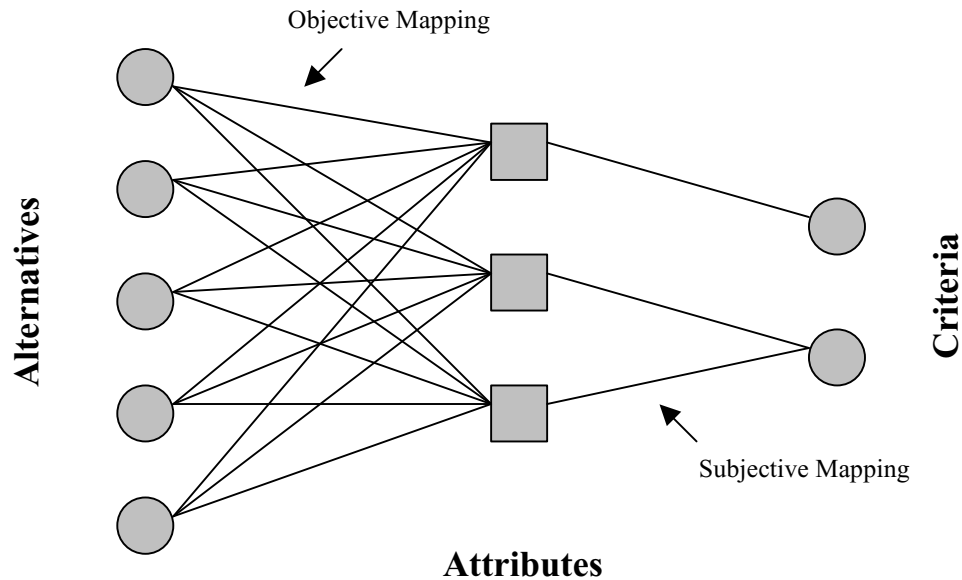 Objective Mapping
Alternatives
Criteria
Subjective Mapping
Attributes